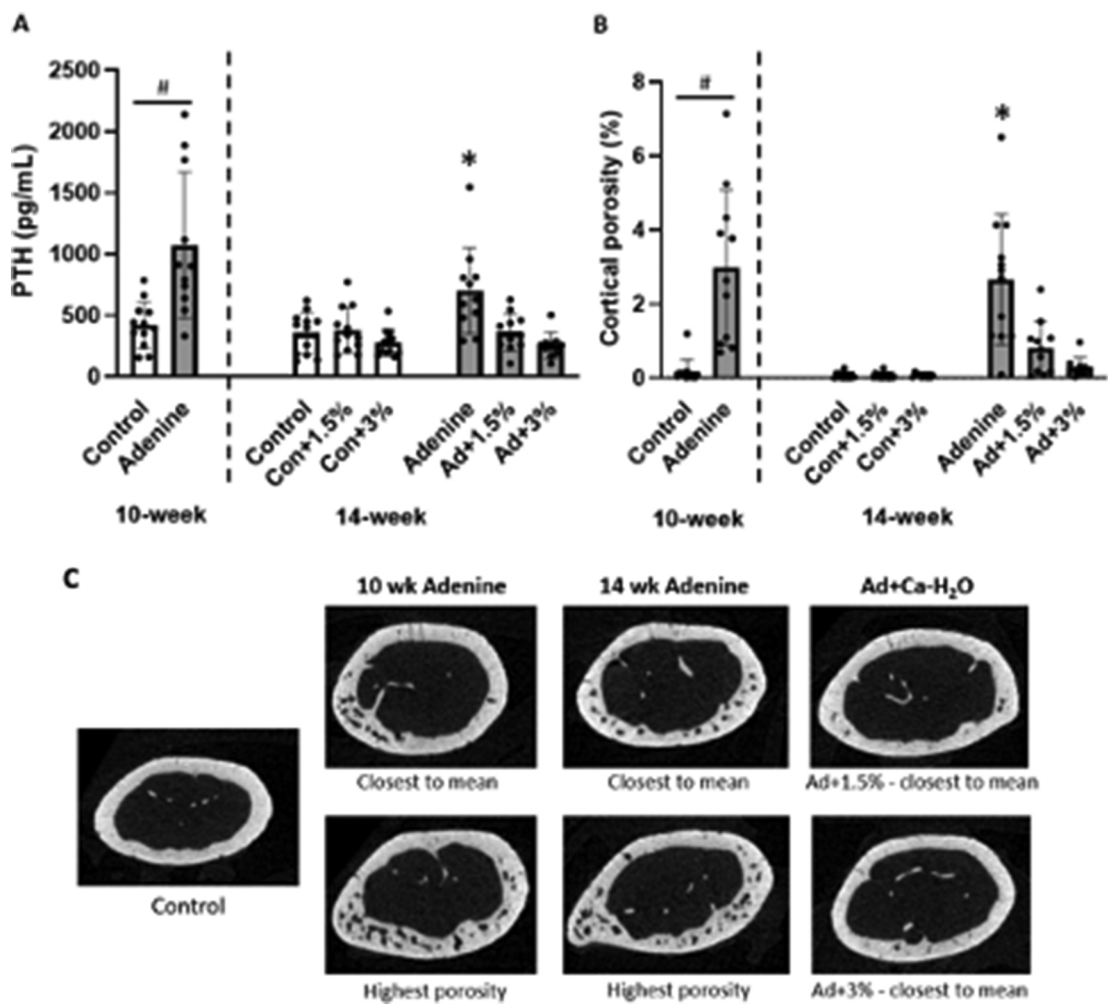 A
PTH (pg/mL)
2500
2000
1500
1000
500
0
#
*
Control
Adenine
Control
Con+1.5%
Con+3%
Adenine
Ad+1.5%
Ad+3%
10-week
14-week
B
Cortical porosity (%)
8
6
4
2
0
#
*
Control
Adenine
Control
Con+1.5%
Con+3%
Adenine
Ad+1.5%
Ad+3%
10-week
14-week
C
10 wk Adenine
14 wk Adenine
Ad+Ca-H₂O
Closest to mean
Closest to mean
Ad+1.5% - closest to mean
Control
Highest porosity
Highest porosity
Ad+3% - closest to mean